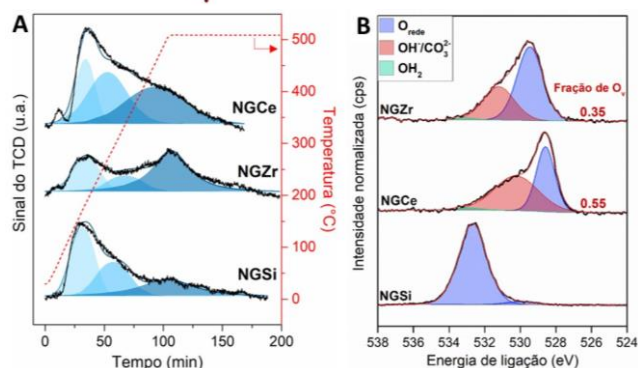 A
Sinal do TCD (u.a.)
NGCe
NGZr
NGSi
0 50 100 150 200
Tempo (min)
500
400
300
200
100
0
Temperatura (°C)
B
Intensidade normalizada (cps)
O rede
OH⁻/CO₃²⁻
OH₂
Fração de Oᵥ
NGZr
0.35
NGCe
0.55
NGSi
538 536 534 532 530 528 526 524
Energia de ligação (eV)